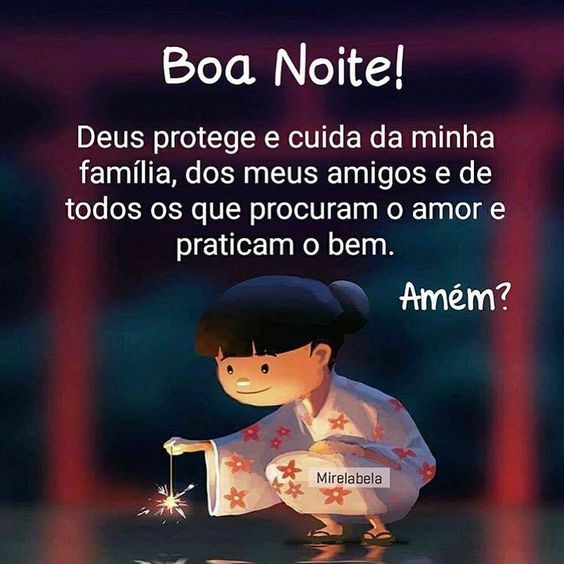 Boa Noite!
Deus protege e cuida da minha
família, dos meus amigos e de
todos os que procuram o amor e
praticam o bem.
Amém?
Mirelabela